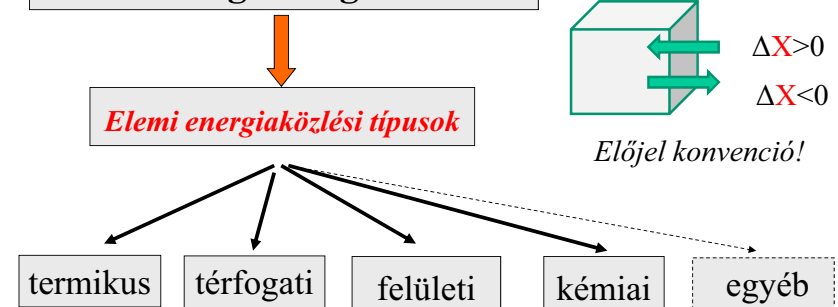 ΔX>0
ΔX<0
Elemi energiaközlési típusok
Előjel konvenció!
termikus
térfogati
felületi
kémiai
egyéb